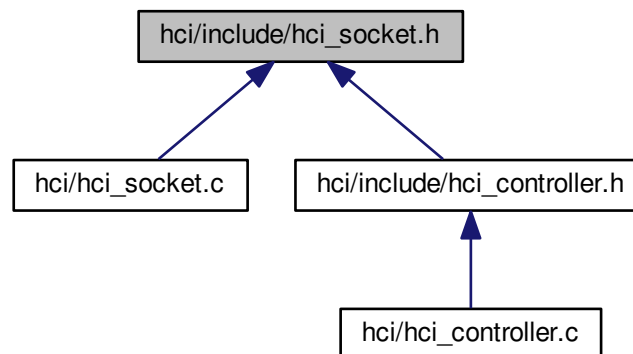 hci/include/hci_socket.h
hci/hci_socket.c
hci/include/hci_controller.h
hci/hci_controller.c